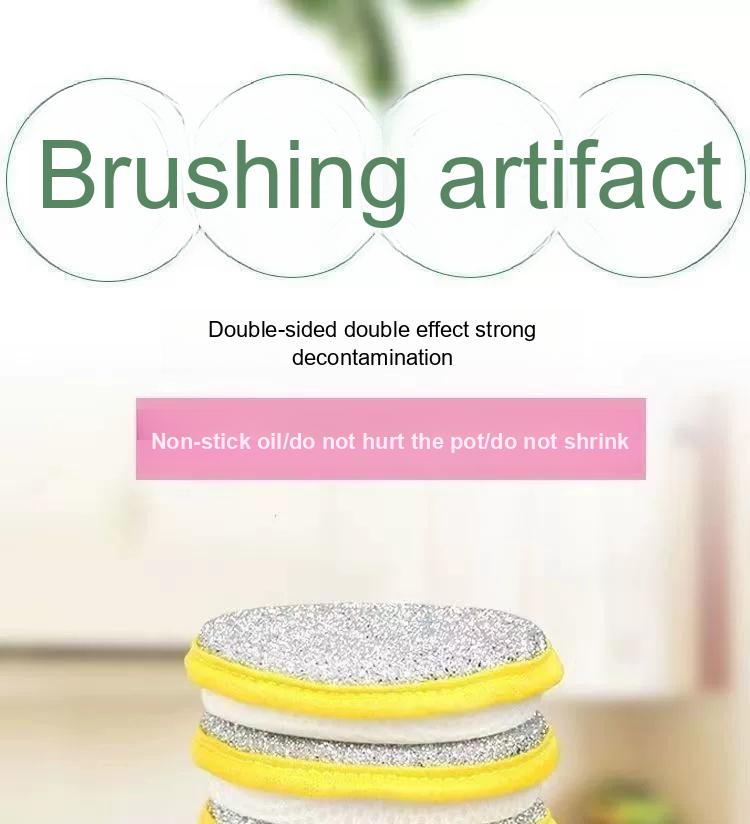 Brushing artifact
Double-sided double effect strong
decontamination
Non-stick oil/do not hurt the pot/do not shrink